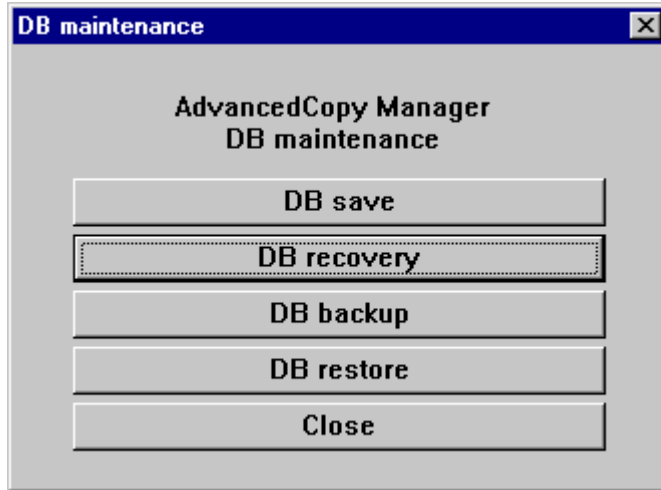 DB maintenance
AdvancedCopy Manager
DB maintenance
DB save
DB recovery
DB backup
DB restore
Close